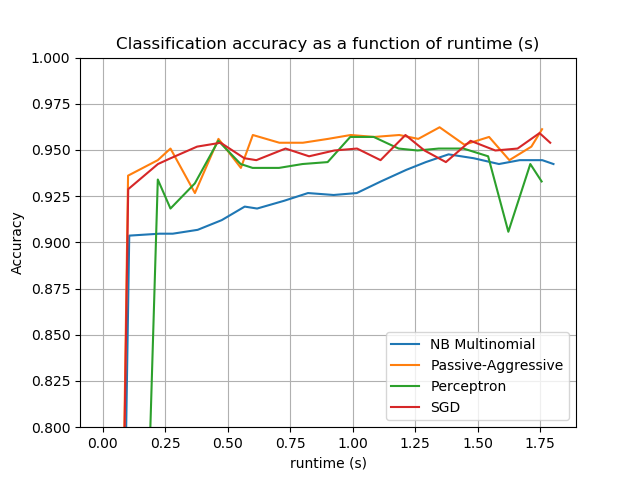 Classification accuracy as a function of runtime (s)
1.000
0.975
0.950
0.925
0.900
0.875
0.850
0.825
0.800
Accuracy
NB Multinomial
Passive-Aggressive
Perceptron
SGD
0.00 0.25 0.50 0.75 1.00 1.25 1.50 1.75
runtime (s)